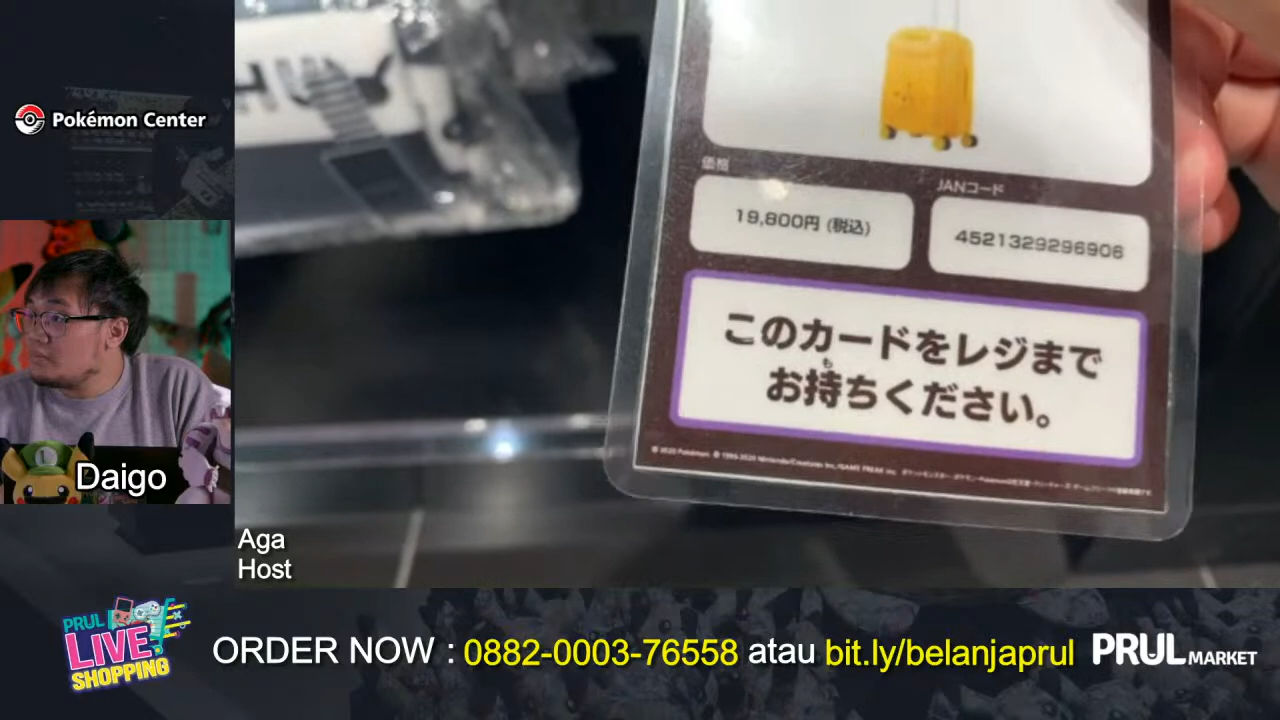 Pokémon Center
価格
JANコード
19,800円 (税込)
4521329296906
このカードをレジまで
も
お持ちください。
Daigo
Aga
Host
PRUL
LIVE
SHOPPING
ORDER NOW : 0882-0003-76558 atau bit.ly/belanjaprul
PRUL MARKET